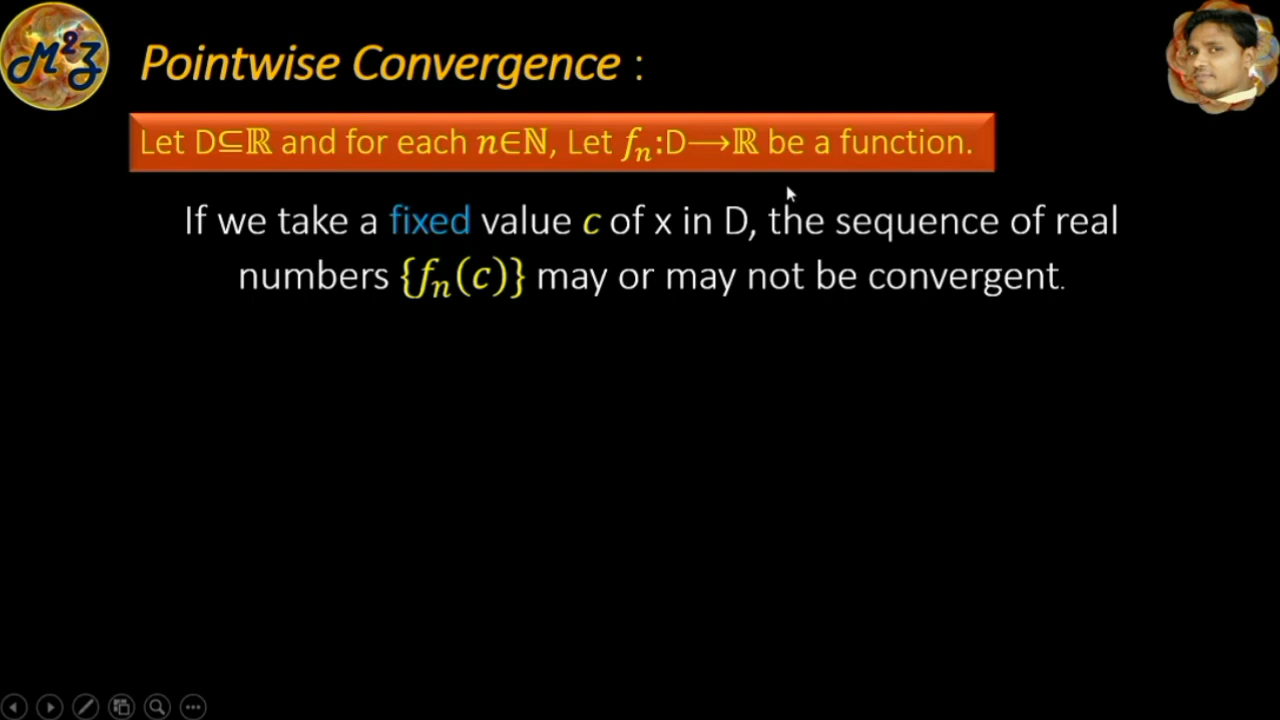 M²Z
Pointwise Convergence :
Let D⊆ℝ and for each n∈ℕ, Let fₙ:D⟶ℝ be a function.
If we take a fixed value c of x in D, the sequence of real
numbers {fₙ(c)} may or may not be convergent.